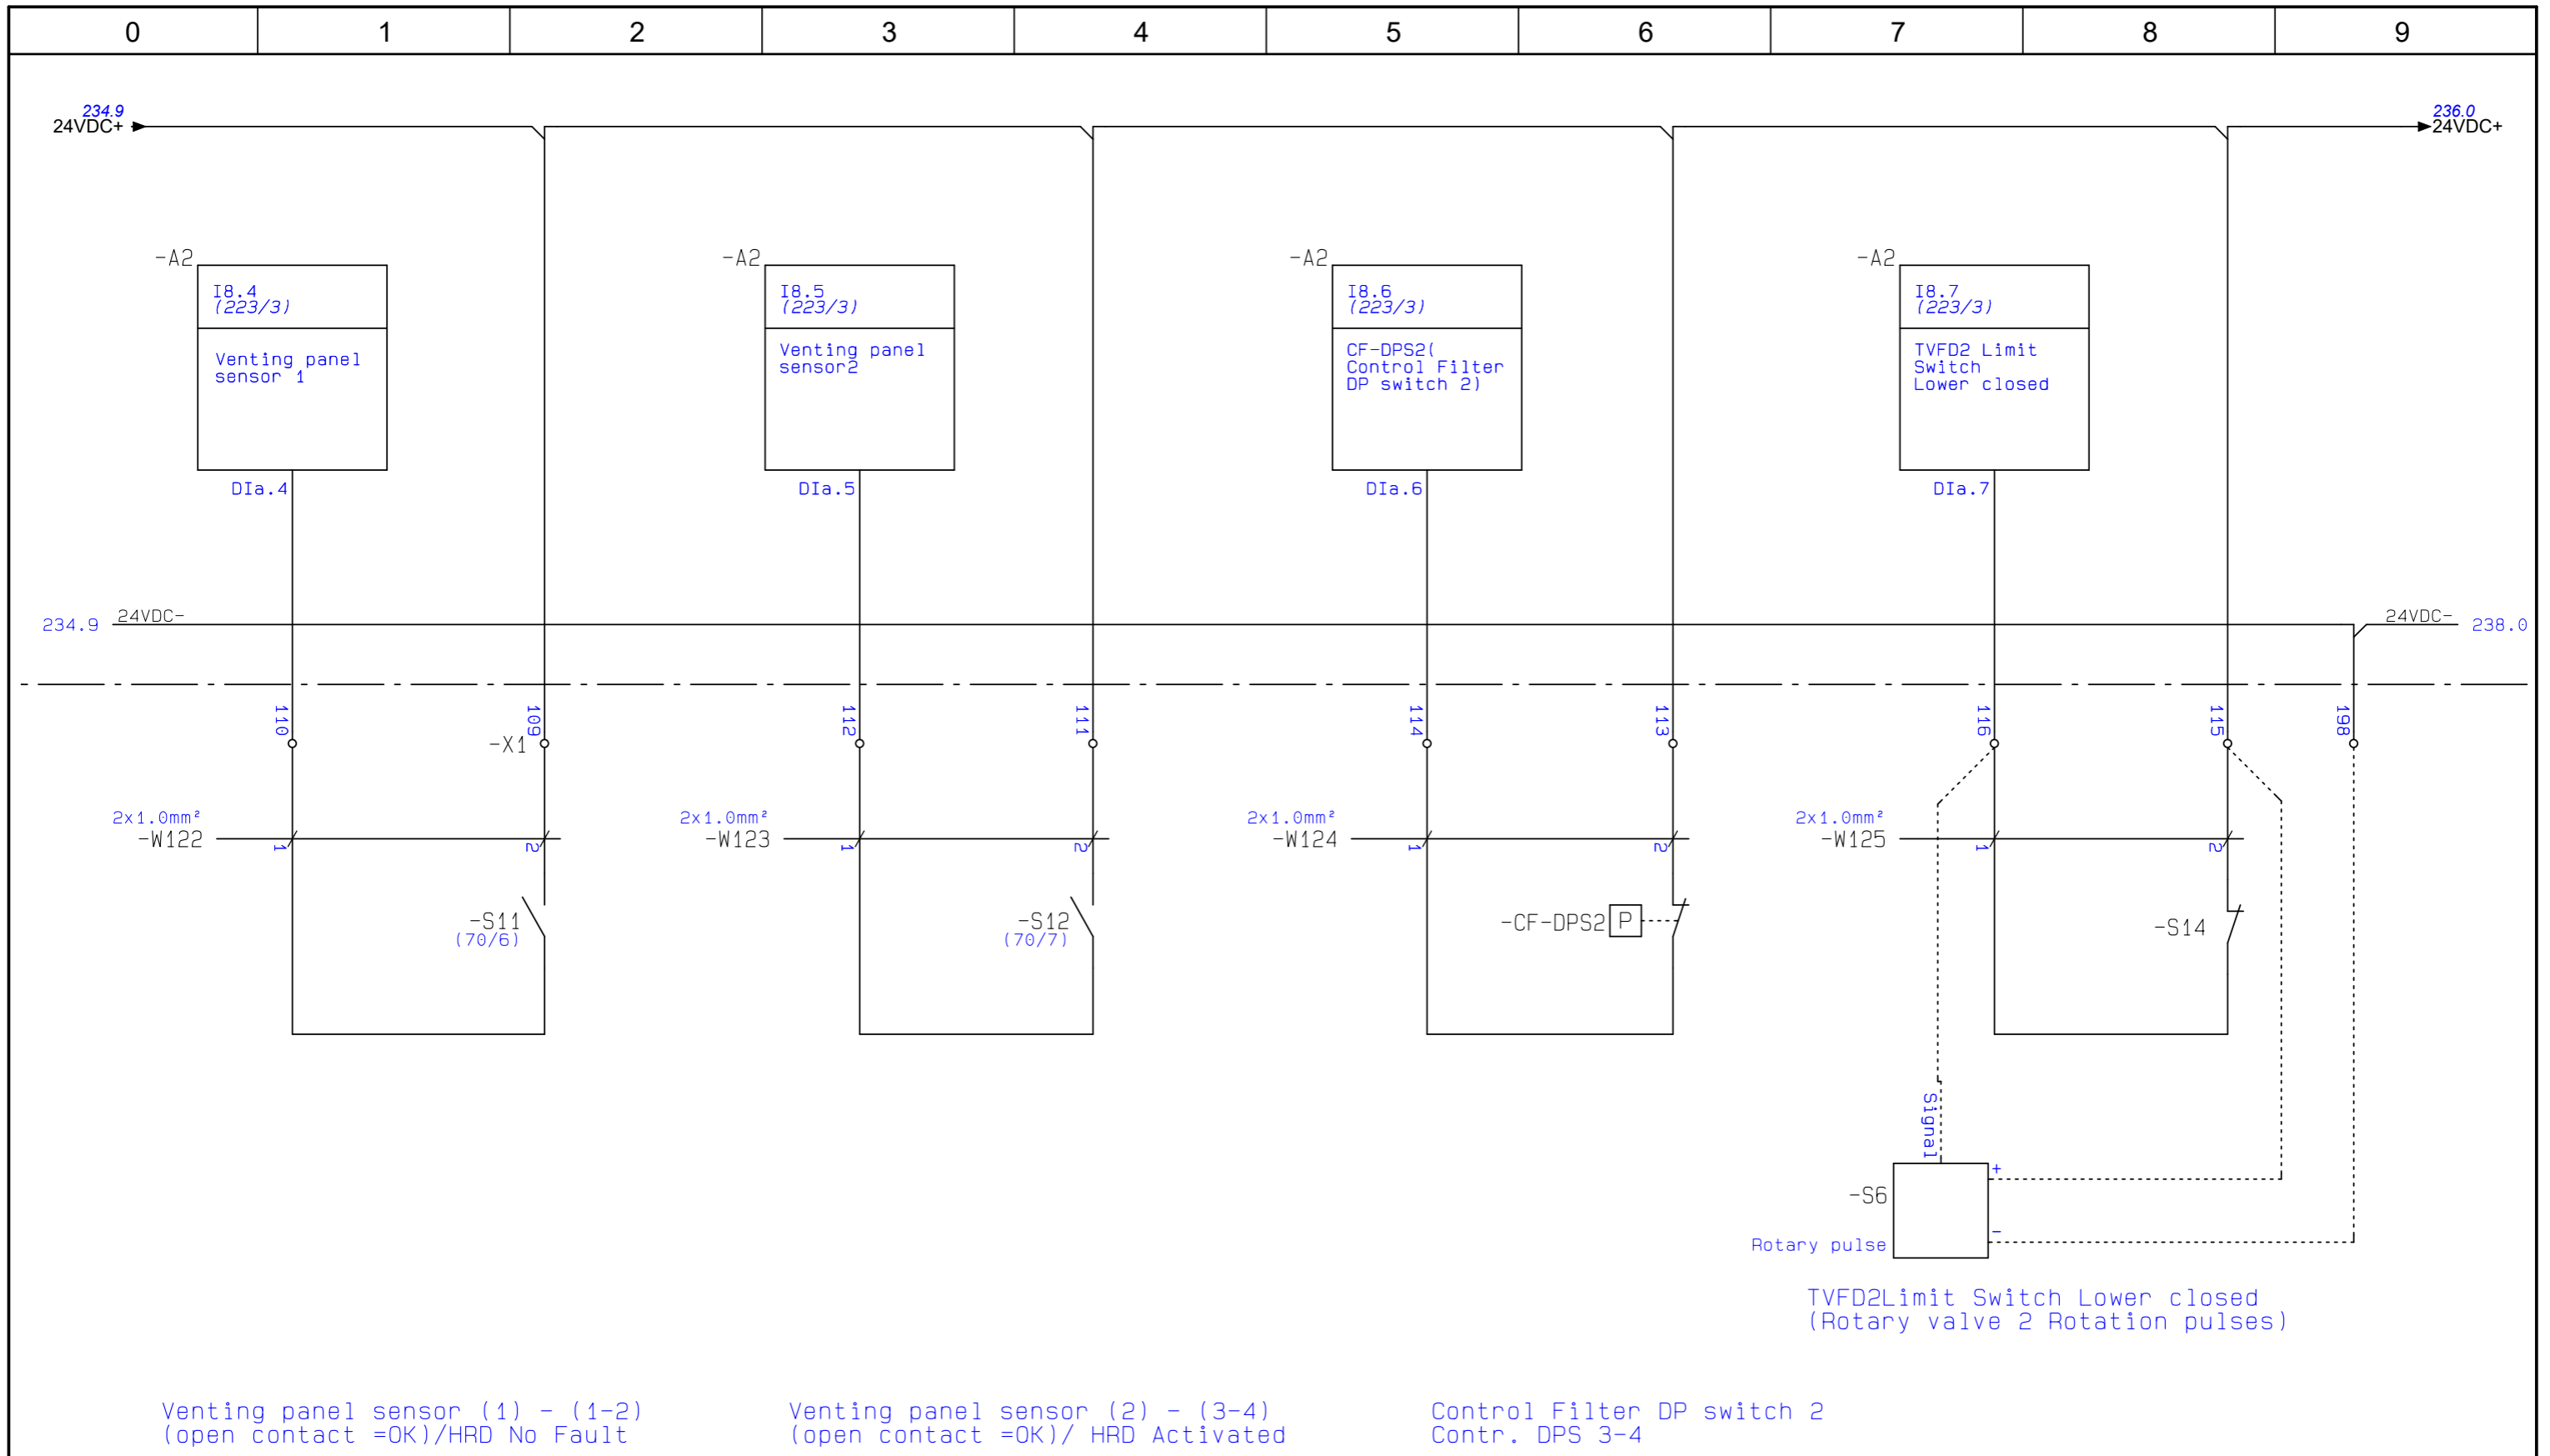 0 1 2 3 4 5 6 7 8 9
234.9
24VDC+
236.0
24VDC+
-A2
I8.4
(223/3)
Venting panel
sensor 1
DIa.4
-A2
I8.5
(223/3)
Venting panel
sensor2
DIa.5
-A2
I8.6
(223/3)
CF-DPS2(
Control Filter
DP switch 2)
DIa.6
-A2
I8.7
(223/3)
TVFD2 Limit
Switch
Lower closed
DIa.7
234.9 24VDC-
24VDC- 238.0
110 109 112 111 114 113 116 115 198
-X1
2x1.0mm²
-W122
1 2
2x1.0mm²
-W123
1 2
2x1.0mm²
-W124
1 2
2x1.0mm²
-W125
1 2
-S11
(70/6)
-S12
(70/7)
-CF-DPS2 P
-S14
Signal
+
-S6
-
Rotary pulse
TVFD2Limit Switch Lower closed
(Rotary valve 2 Rotation pulses)
Venting panel sensor (1) - (1-2)
(open contact =OK)/HRD No Fault
Venting panel sensor (2) - (3-4)
(open contact =OK)/ HRD Activated
Control Filter DP switch 2
Contr. DPS 3-4